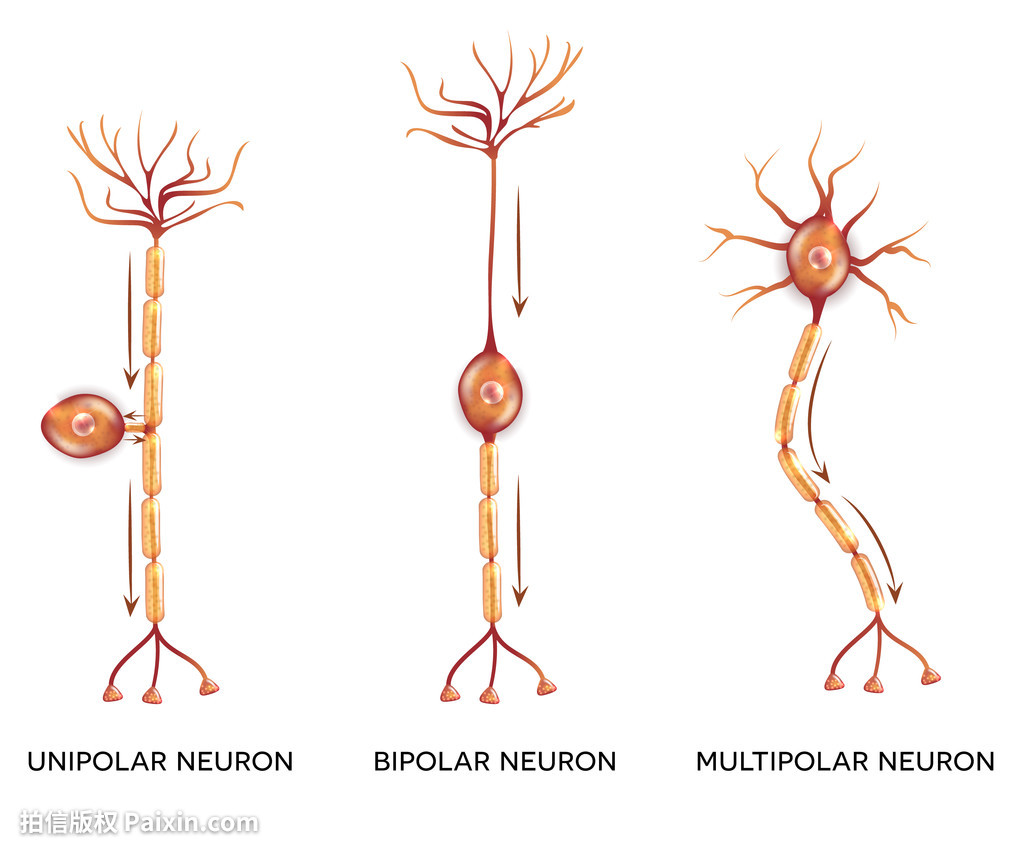 UNIPOLAR NEURON
BIPOLAR NEURON
MULTIPOLAR NEURON
拍信版权 Paixin.com